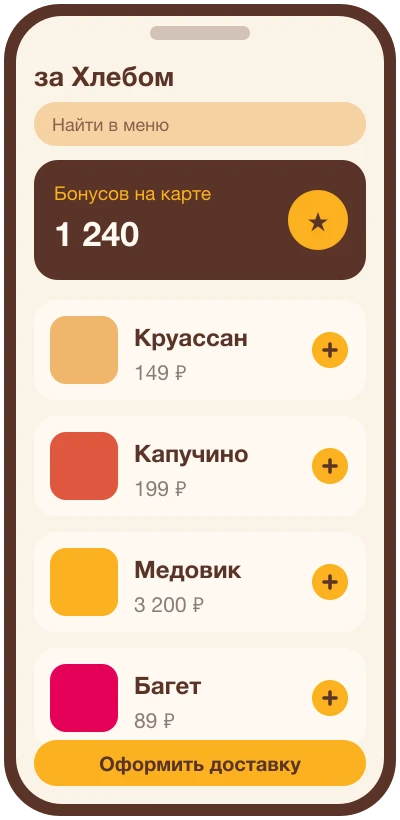 за Хлебом
Найти в меню
Бонусов на карте
1 240
Круассан
149 ₽
Капучино
199 ₽
Медовик
3 200 ₽
Багет
89 ₽
Оформить доставку